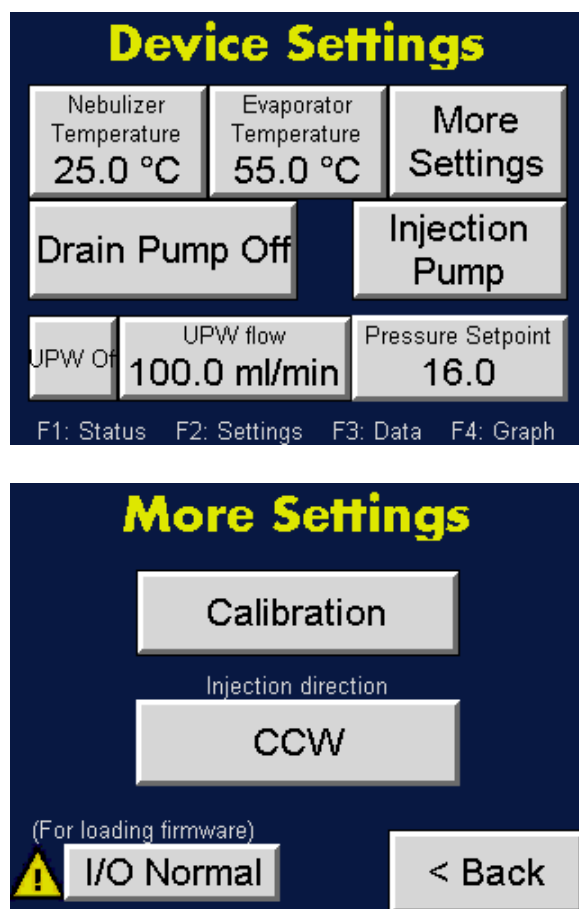 Device Settings
Nebulizer
Temperature
25.0 °C
Evaporator
Temperature
55.0 °C
More
Settings
Drain Pump Off
Injection
Pump
UPW Of
UPW flow
100.0 ml/min
Pressure Setpoint
16.0
F1: Status F2: Settings F3: Data F4: Graph
More Settings
Calibration
Injection direction
CCW
(For loading firmware)
I/O Normal
< Back